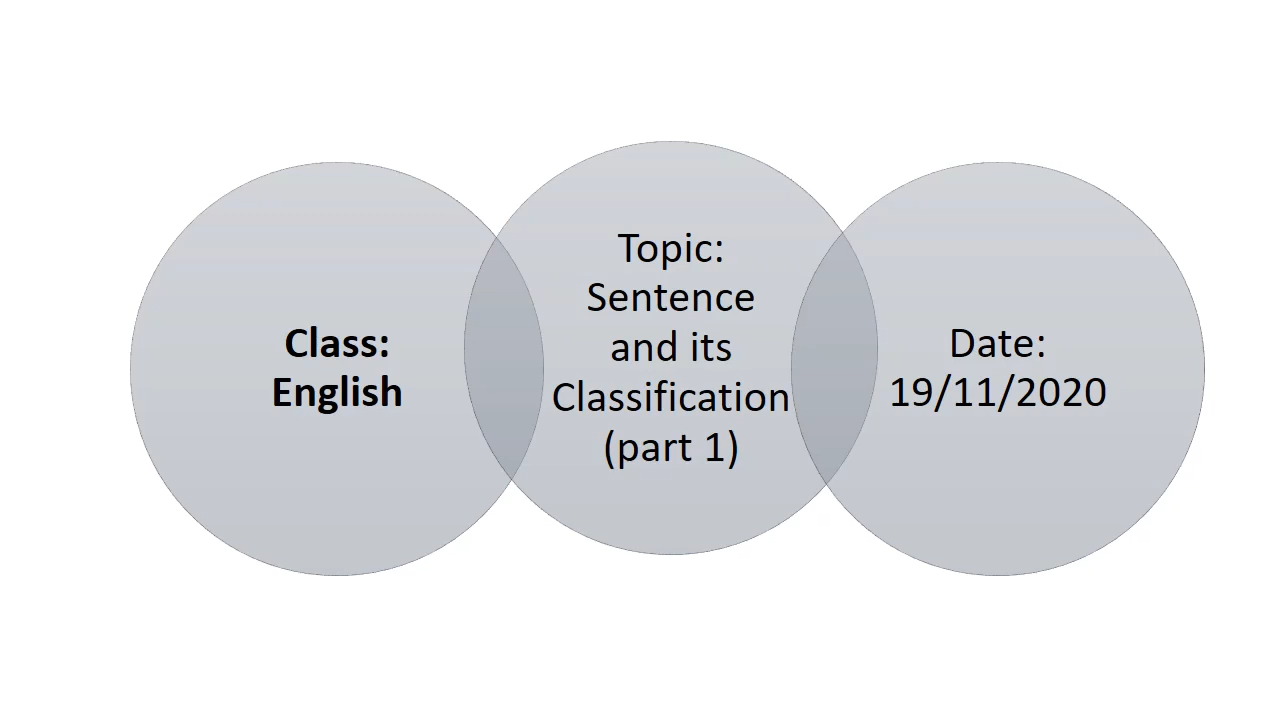 Class:
English
Topic:
Sentence
and its
Classification
(part 1)
Date:
19/11/2020